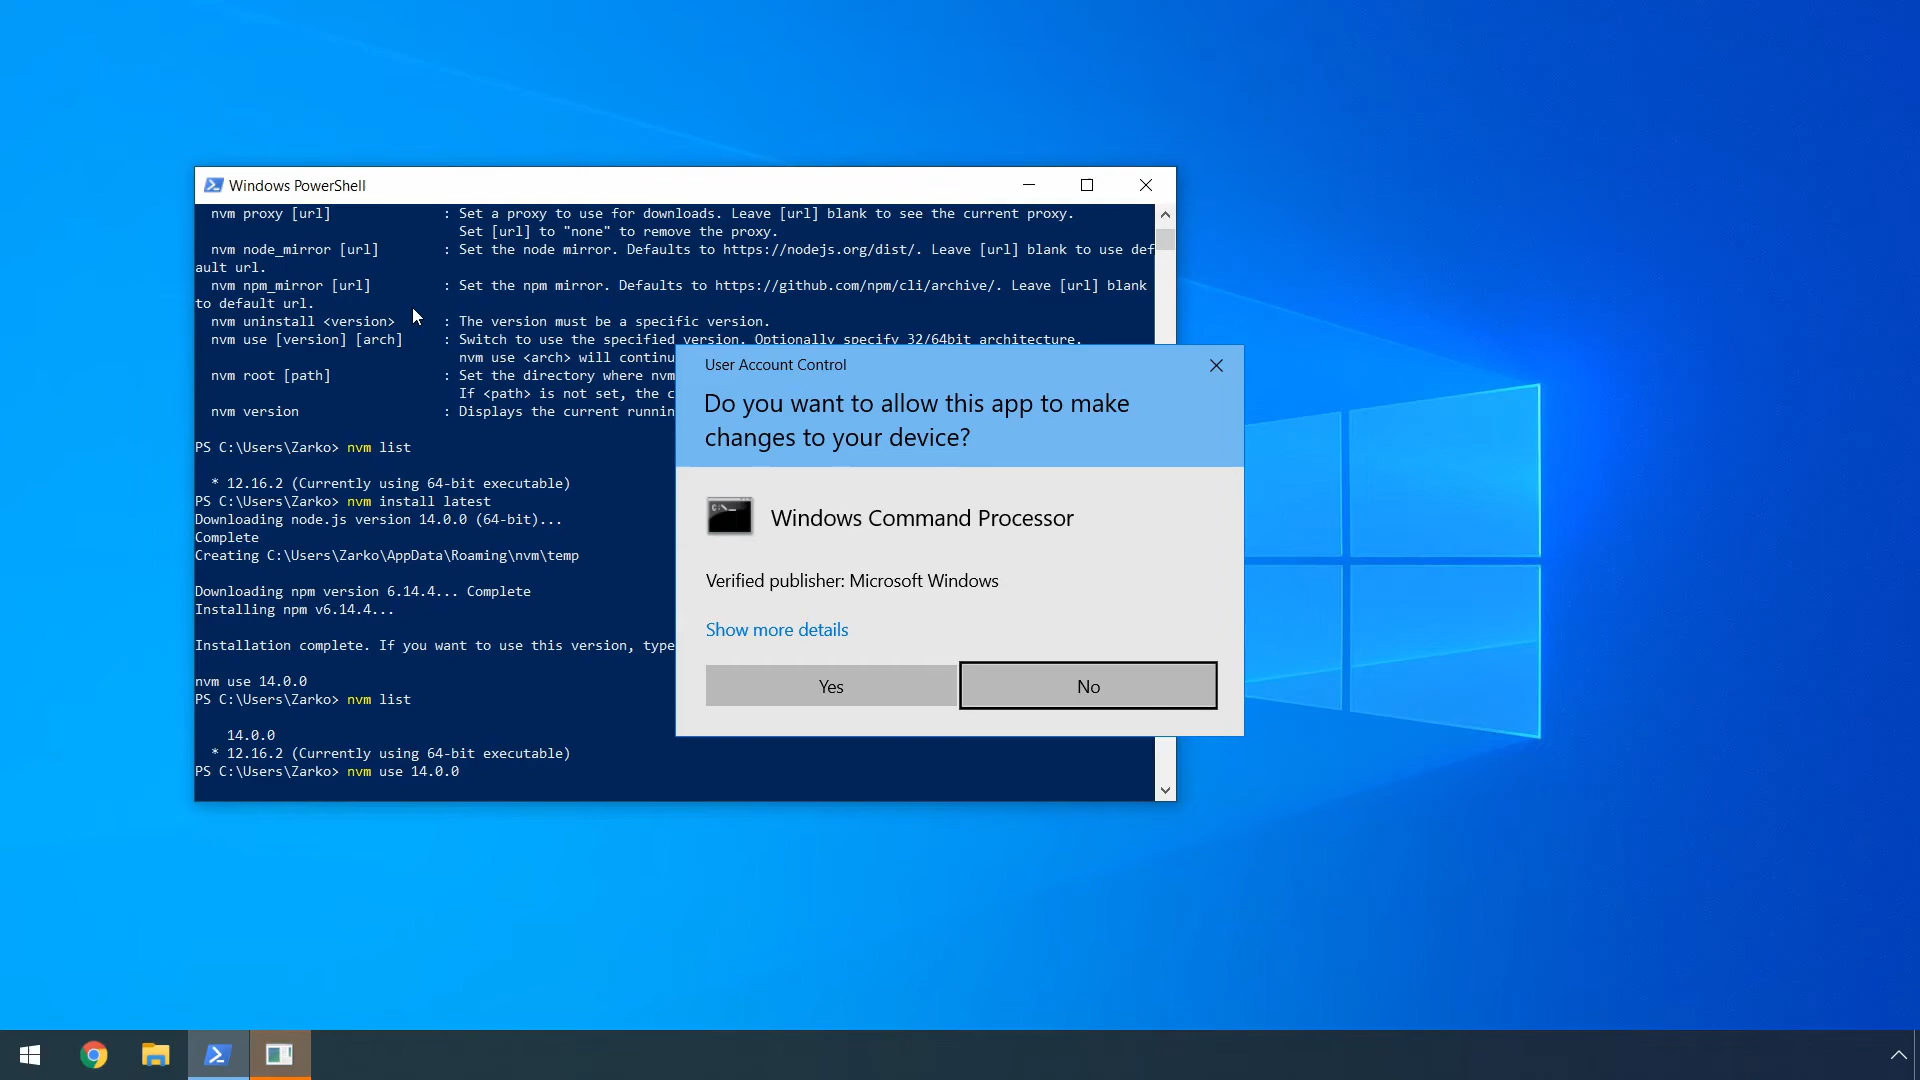 Windows PowerShell
nvm proxy [url] : Set a proxy to use for downloads. Leave [url] blank to see the current proxy.
Set [url] to "none" to remove the proxy.
nvm node_mirror [url] : Set the node mirror. Defaults to https://nodejs.org/dist/. Leave [url] blank to use def
ault url.
nvm npm_mirror [url] : Set the npm mirror. Defaults to https://github.com/npm/cli/archive/. Leave [url] blank
to default url.
nvm uninstall <version> : The version must be a specific version.
nvm use [version] [arch] : Switch to use the specified version. Optionally specify 32/64bit architecture.
nvm use <arch> will continu
nvm root [path] : Set the directory where nvm
If <path> is not set, the c
nvm version : Displays the current runnin
PS C:\Users\Zarko> nvm list
* 12.16.2 (Currently using 64-bit executable)
PS C:\Users\Zarko> nvm install latest
Downloading node.js version 14.0.0 (64-bit)...
Complete
Creating C:\Users\Zarko\AppData\Roaming\nvm\temp
Downloading npm version 6.14.4... Complete
Installing npm v6.14.4...
Installation complete. If you want to use this version, type
nvm use 14.0.0
PS C:\Users\Zarko> nvm list
14.0.0
* 12.16.2 (Currently using 64-bit executable)
PS C:\Users\Zarko> nvm use 14.0.0
User Account Control
Do you want to allow this app to make
changes to your device?
C:\_
Windows Command Processor
Verified publisher: Microsoft Windows
Show more details
Yes
No